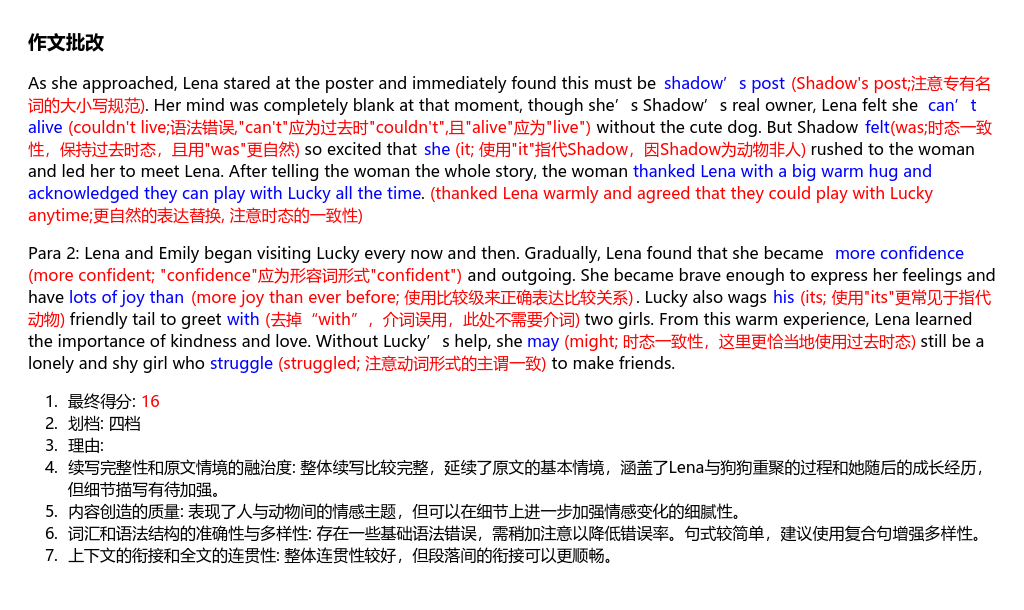 作文批改
As she approached, Lena stared at the poster and immediately found this must be shadow’s post (Shadow's post;注意专有名
词的大小写规范). Her mind was completely blank at that moment, though she’s Shadow’s real owner, Lena felt she can’t
alive (couldn't live;语法错误,"can't"应为过去时"couldn't",且"alive"应为"live") without the cute dog. But Shadow felt(was;时态一致
性，保持过去时态，且用"was"更自然) so excited that she (it; 使用"it"指代Shadow，因Shadow为动物非人) rushed to the woman
and led her to meet Lena. After telling the woman the whole story, the woman thanked Lena with a big warm hug and
acknowledged they can play with Lucky all the time. (thanked Lena warmly and agreed that they could play with Lucky
anytime;更自然的表达替换, 注意时态的一致性)
Para 2: Lena and Emily began visiting Lucky every now and then. Gradually, Lena found that she became more confidence
(more confident; "confidence"应为形容词形式"confident") and outgoing. She became brave enough to express her feelings and
have lots of joy than (more joy than ever before; 使用比较级来正确表达比较关系). Lucky also wags his (its; 使用"its"更常见于指代
动物) friendly tail to greet with (去掉“with”，介词误用，此处不需要介词) two girls. From this warm experience, Lena learned
the importance of kindness and love. Without Lucky’s help, she may (might; 时态一致性，这里更恰当地使用过去时态) still be a
lonely and shy girl who struggle (struggled; 注意动词形式的主谓一致) to make friends.
1. 最终得分: 16
2. 划档: 四档
3. 理由:
4. 续写完整性和原文情境的融洽度: 整体续写比较完整，延续了原文的基本情境，涵盖了Lena与狗狗重聚的过程和她随后的成长经历，
但细节描写有待加强。
5. 内容创造的质量: 表现了人与动物间的情感主题，但可以在细节上进一步加强情感变化的细腻性。
6. 词汇和语法结构的准确性与多样性: 存在一些基础语法错误，需稍加注意以降低错误率。句式较简单，建议使用复合句增强多样性。
7. 上下文的衔接和全文的连贯性: 整体连贯性较好，但段落间的衔接可以更顺畅。